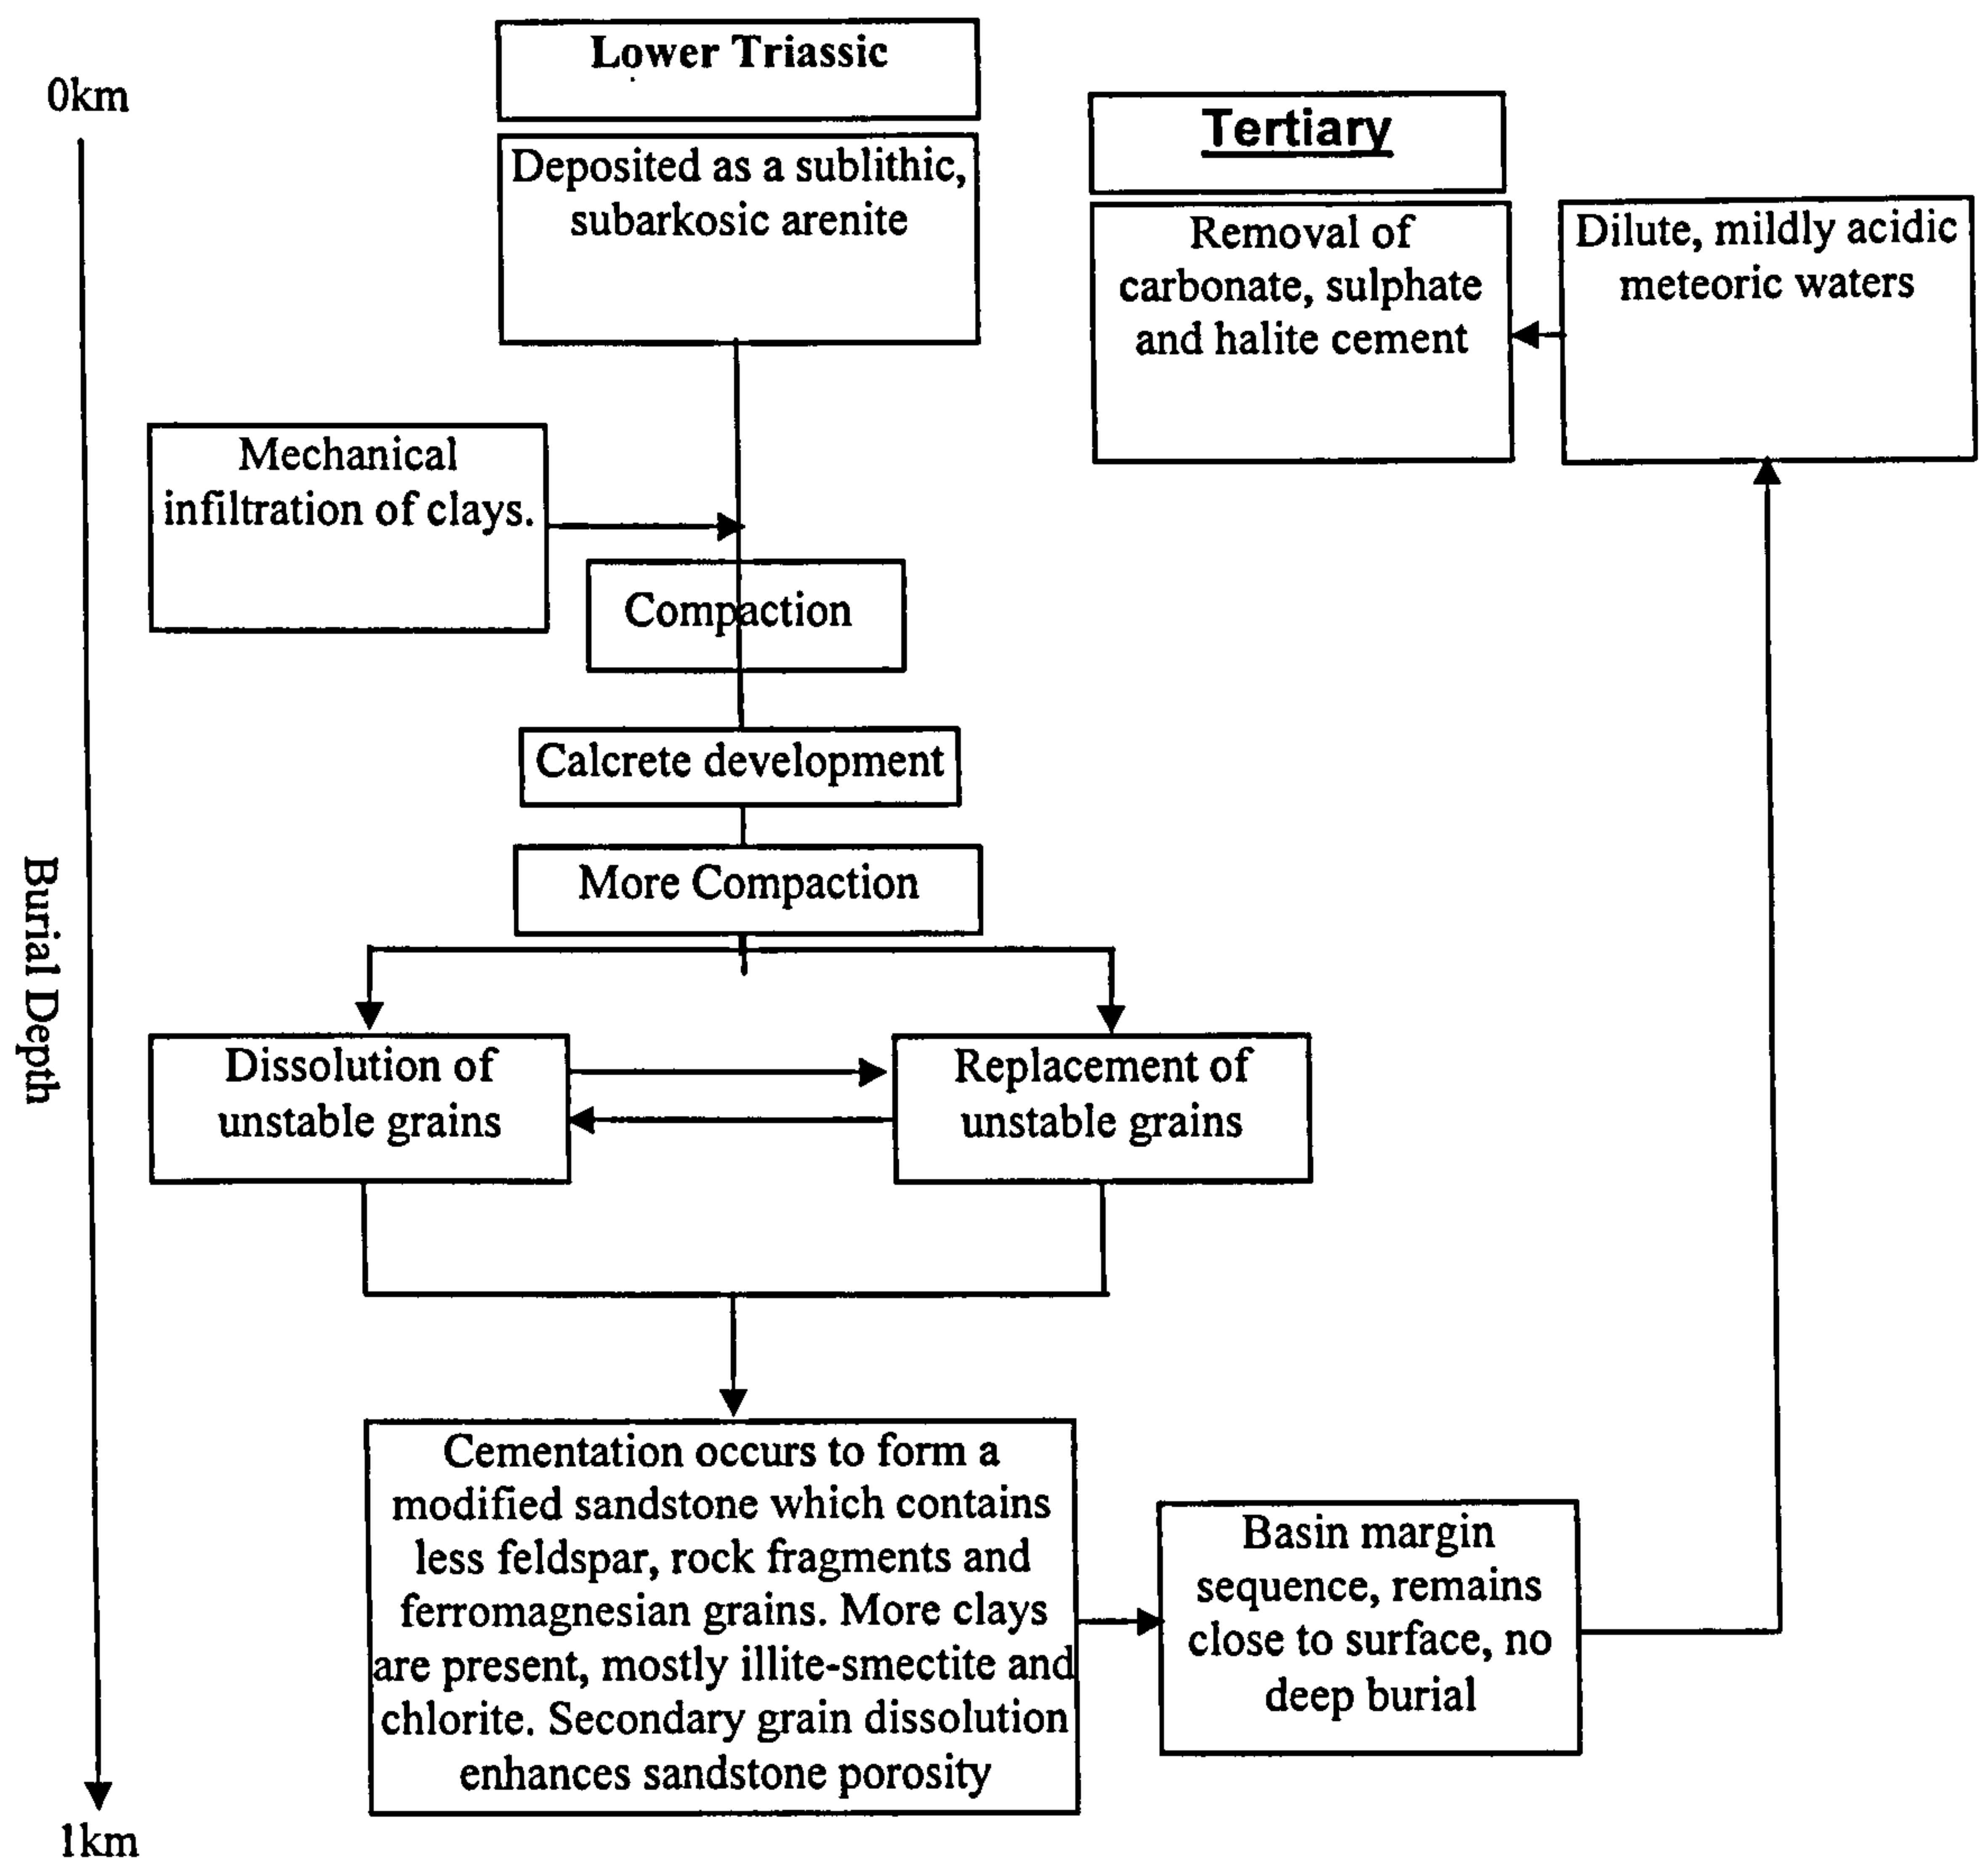 Lower Triassic
0km
Tertiary
Deposited as a sublithic,
subarkosic arenite
Removal of
carbonate, sulphate
and halite cement
Dilute, mildly acidic
meteoric waters
Mechanical
infiltration of clays.
Compaction
Calcrete development
More Compaction
Burial Depth
Dissolution of
unstable grains
Replacement of
unstable grains
Cementation occurs to form a
modified sandstone which contains
less feldspar, rock fragments and
ferromagnesian grains. More clays
are present, mostly illite-smectite and
chlorite. Secondary grain dissolution
enhances sandstone porosity
Basin margin
sequence, remains
close to surface, no
deep burial
1km